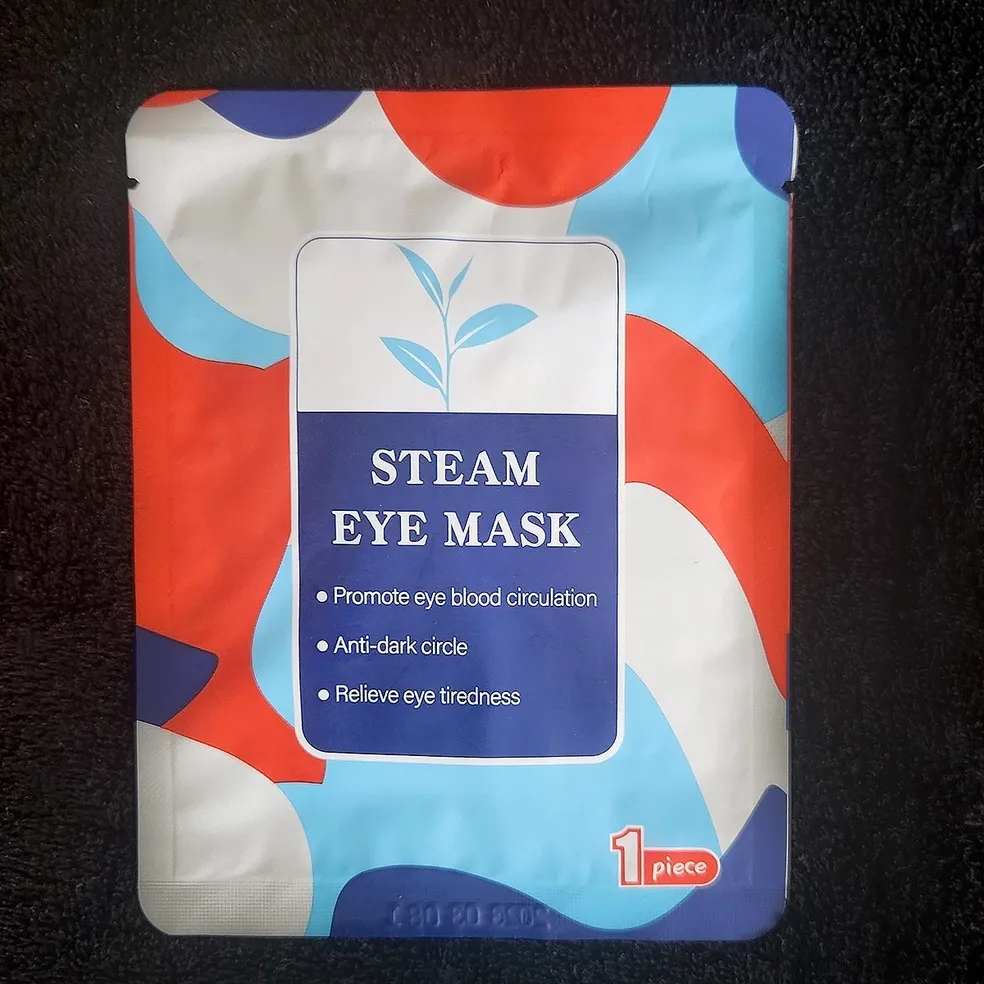 STEAM
EYE MASK
● Promote eye blood circulation
● Anti-dark circle
● Relieve eye tiredness
1 piece